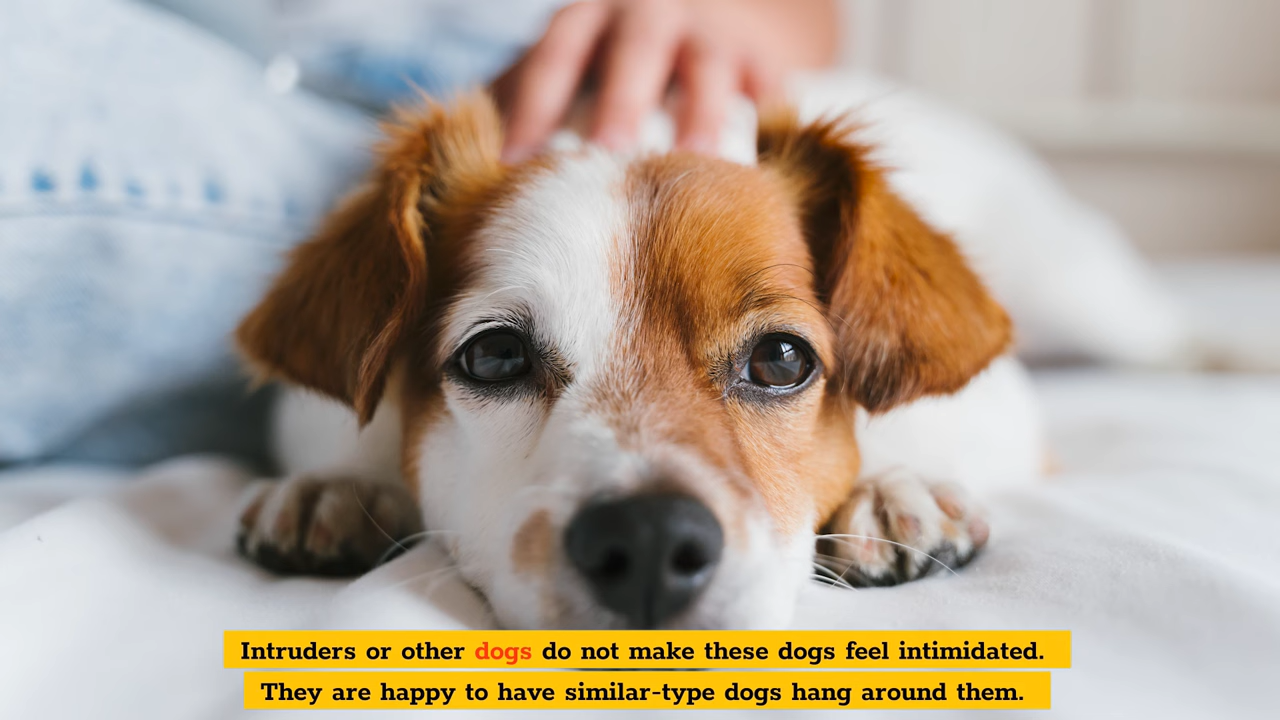 Intruders or other dogs do not make these dogs feel intimidated.
They are happy to have similar-type dogs hang around them.